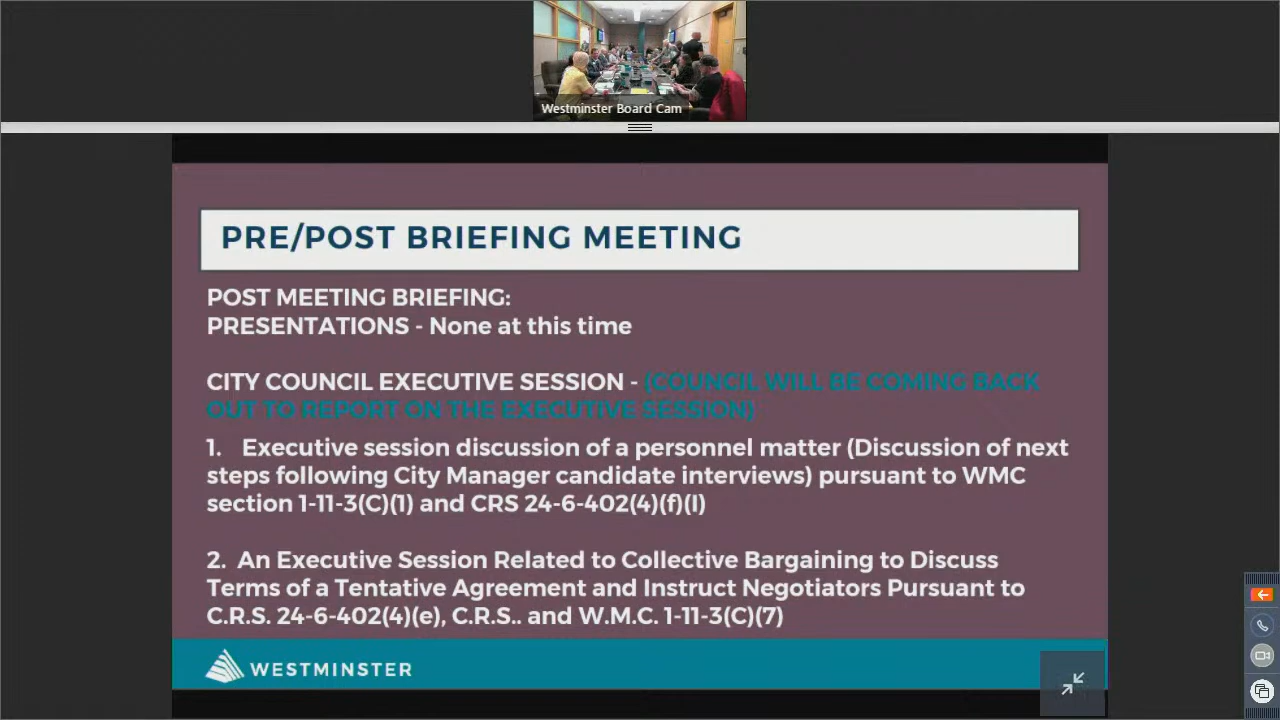 Westminster Board Cam
PRE/POST BRIEFING MEETING
POST MEETING BRIEFING:
PRESENTATIONS - None at this time
CITY COUNCIL EXECUTIVE SESSION - (COUNCIL WILL BE COMING BACK
OUT TO REPORT ON THE EXECUTIVE SESSION)
1. Executive session discussion of a personnel matter (Discussion of next
steps following City Manager candidate interviews) pursuant to WMC
section 1-11-3(C)(1) and CRS 24-6-402(4)(f)(I)
2. An Executive Session Related to Collective Bargaining to Discuss
Terms of a Tentative Agreement and Instruct Negotiators Pursuant to
C.R.S. 24-6-402(4)(e), C.R.S.. and W.M.C. 1-11-3(C)(7)
WESTMINSTER